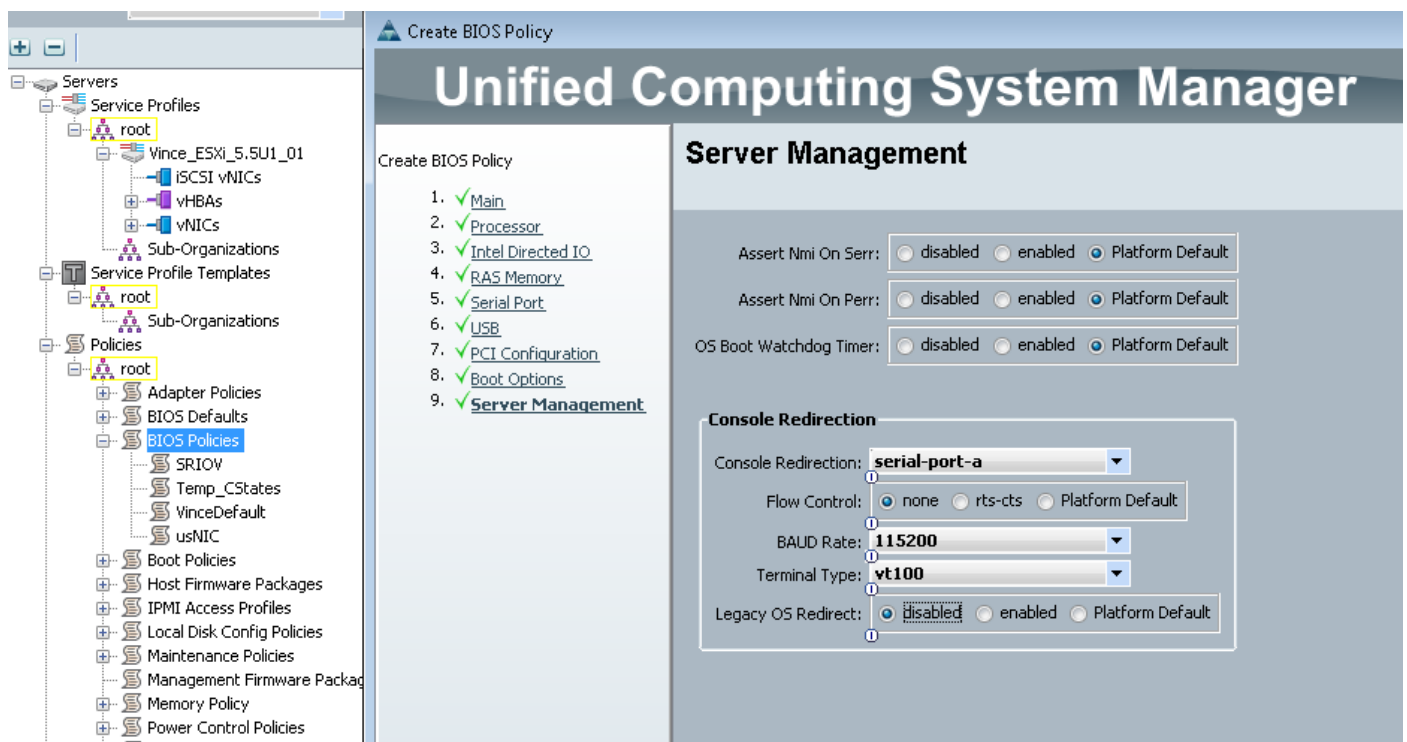 Create BIOS Policy
Unified Computing System Manager
Servers
Service Profiles
root
Vince_ESXi_5.5U1_01
iSCSI vNICs
vHBAs
vNICs
Sub-Organizations
Service Profile Templates
root
Sub-Organizations
Policies
root
Adapter Policies
BIOS Defaults
BIOS Policies
SRIOV
Temp_CStates
VinceDefault
usNIC
Boot Policies
Host Firmware Packages
IPMI Access Profiles
Local Disk Config Policies
Maintenance Policies
Management Firmware Packag
Memory Policy
Power Control Policies
Create BIOS Policy
1. Main
2. Processor
3. Intel Directed IO
4. RAS Memory
5. Serial Port
6. USB
7. PCI Configuration
8. Boot Options
9. Server Management
Server Management
Assert Nmi On Serr: disabled enabled Platform Default
Assert Nmi On Perr: disabled enabled Platform Default
OS Boot Watchdog Timer: disabled enabled Platform Default
Console Redirection
Console Redirection: serial-port-a
Flow Control: none rts-cts Platform Default
BAUD Rate: 115200
Terminal Type: vt100
Legacy OS Redirect: disabled enabled Platform Default